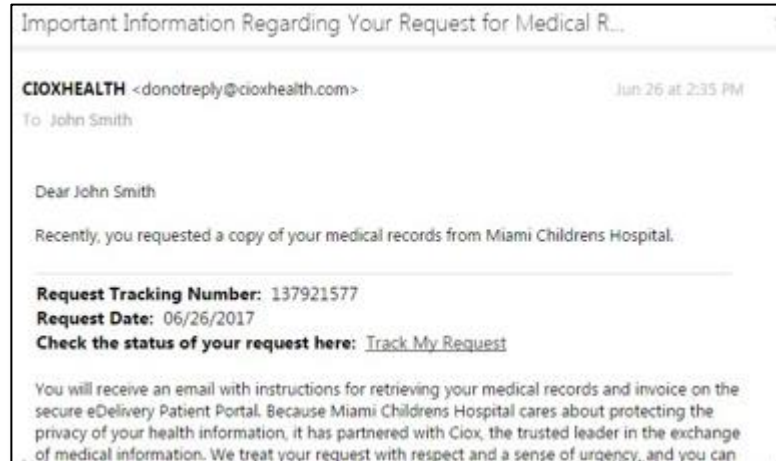 Important Information Regarding Your Request for Medical R...
CIOXHEALTH <donotreply@cioxhealth.com> Jun 26 at 2:35 PM
To John Smith
Dear John Smith
Recently, you requested a copy of your medical records from Miami Childrens Hospital.
Request Tracking Number: 137921577
Request Date: 06/26/2017
Check the status of your request here: Track My Request
You will receive an email with instructions for retrieving your medical records and invoice on the
secure eDelivery Patient Portal. Because Miami Childrens Hospital cares about protecting the
privacy of your health information, it has partnered with Ciox, the trusted leader in the exchange
of medical information. We treat your request with respect and a sense of urgency, and you can